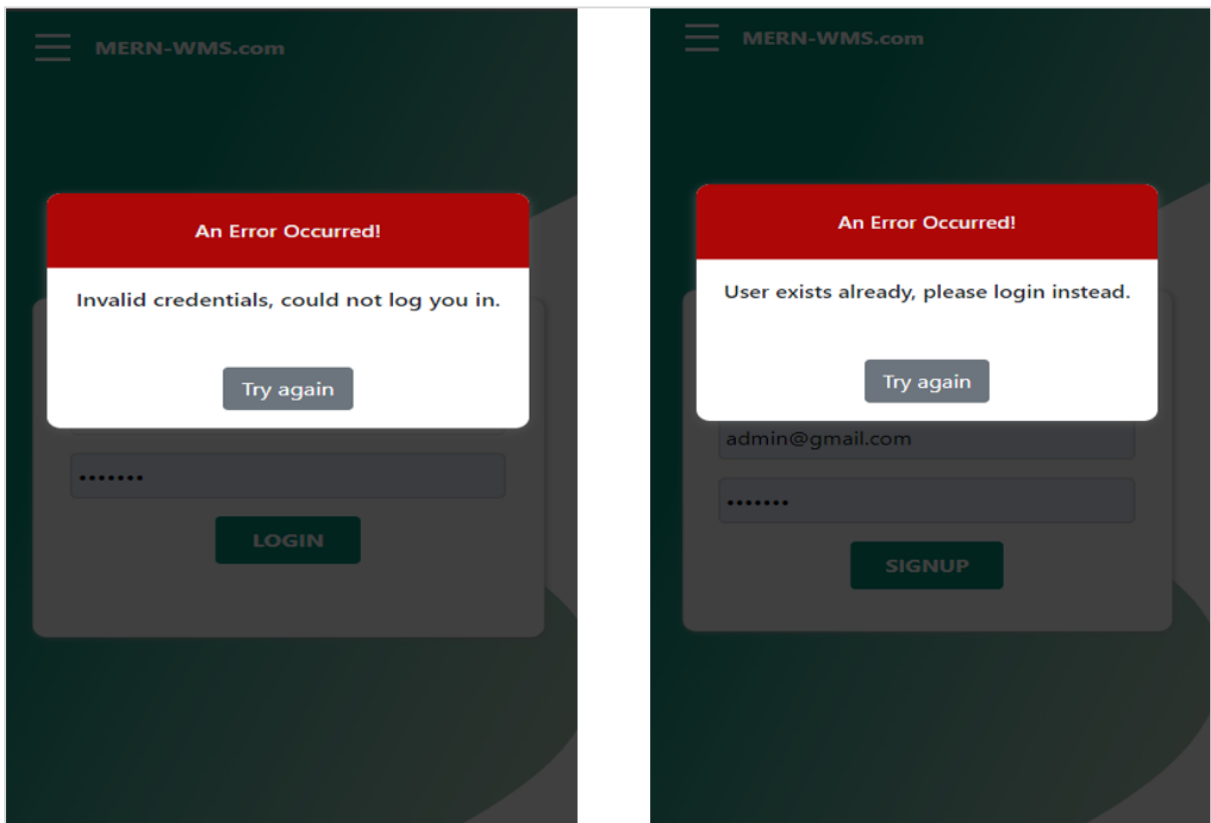 MERN-WMS.com
An Error Occurred!
Invalid credentials, could not log you in.
Try again
•••••••
LOGIN
MERN-WMS.com
An Error Occurred!
User exists already, please login instead.
Try again
admin@gmail.com
•••••••
SIGNUP